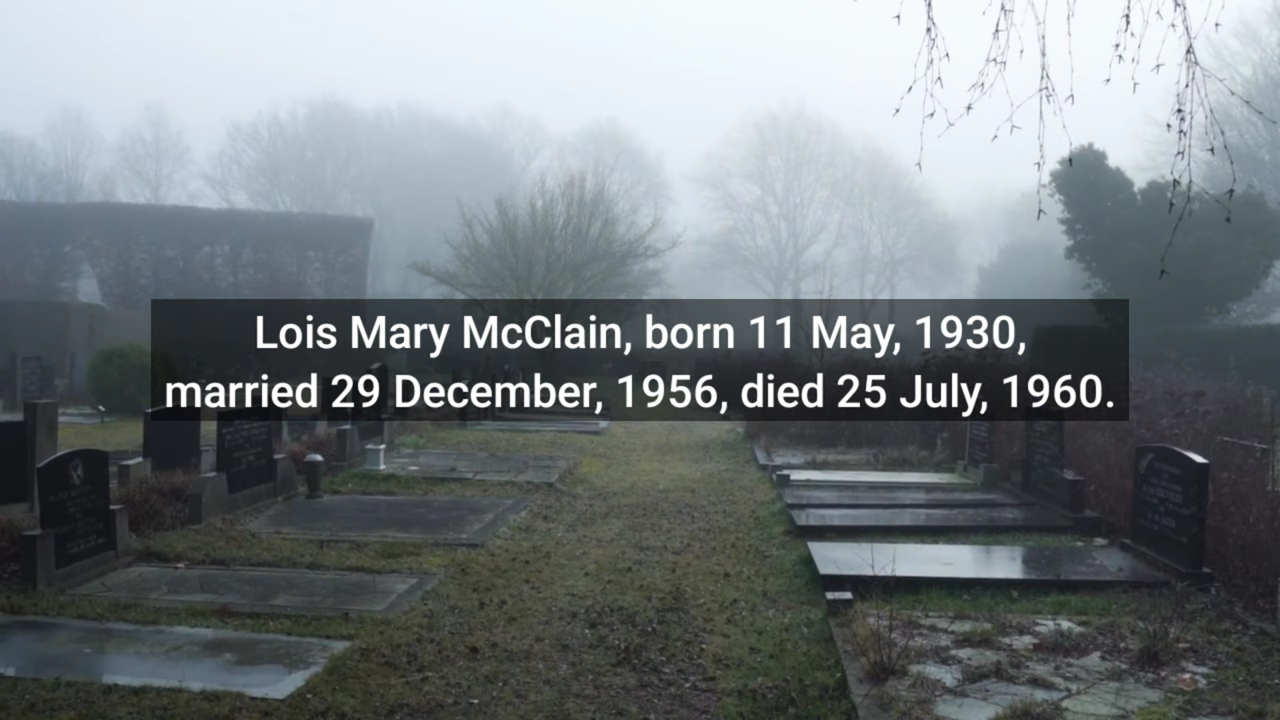 Lois Mary McClain, born 11 May, 1930,
married 29 December, 1956, died 25 July, 1960.